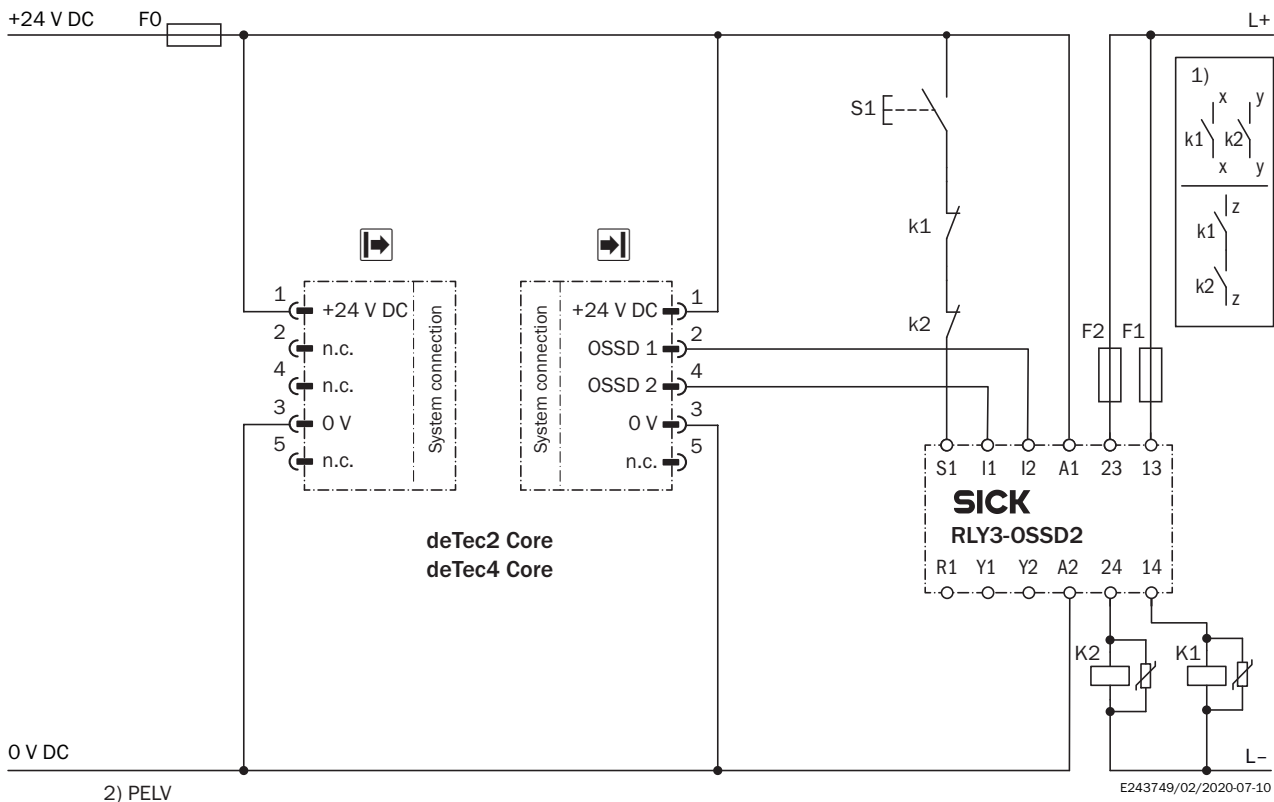 +24 V DC
F0
L+
1)
x
y
k1
k2
x
y
z
k1
k2
z
S1
k1
k2
1
+24 V DC
2
n.c.
4
n.c.
3
0 V
5
n.c.
System connection
System connection
+24 V DC
1
OSSD 1
2
OSSD 2
4
0 V
3
n.c.
5
deTec2 Core
deTec4 Core
F2
F1
S1
I1
I2
A1
23
13
SICK
RLY3-OSSD2
R1
Y1
Y2
A2
24
14
K2
K1
0 V DC
L–
2) PELV
E243749/02/2020-07-10